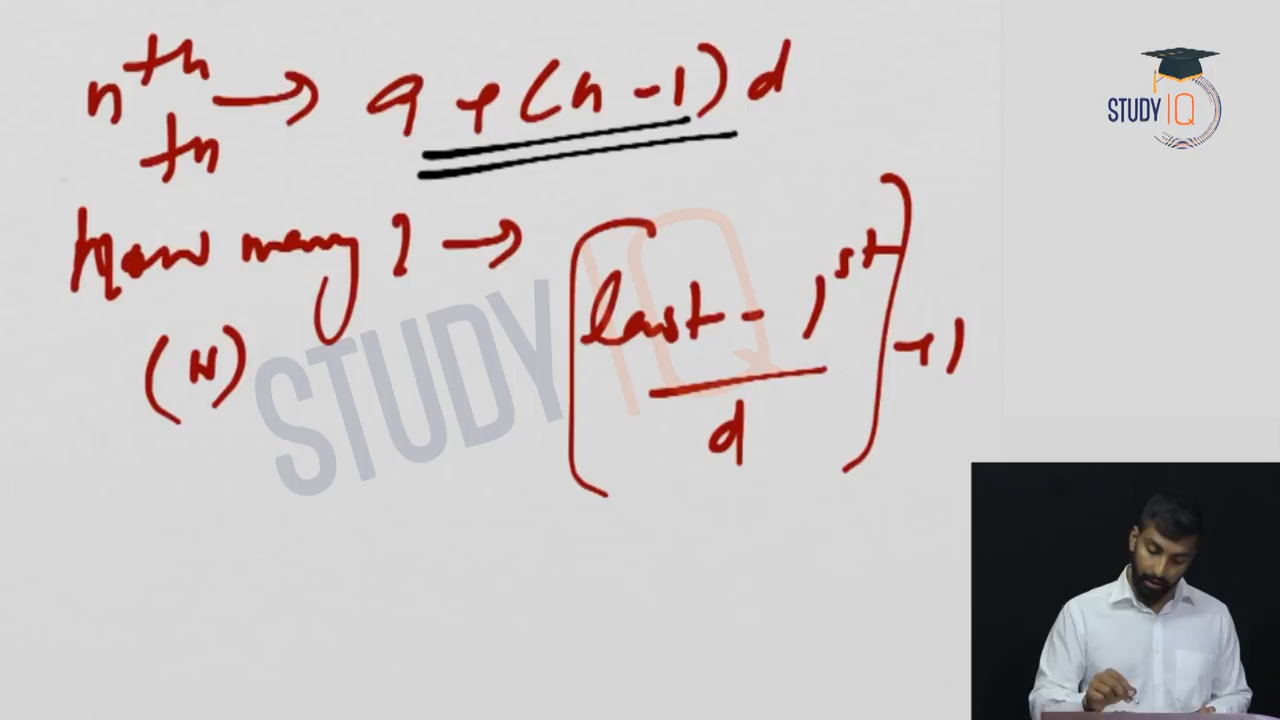 nth → a + (n - 1) d
tn
How many? → [last - 1st / d] + 1
(N)
STUDY IQ
STUDY IQ